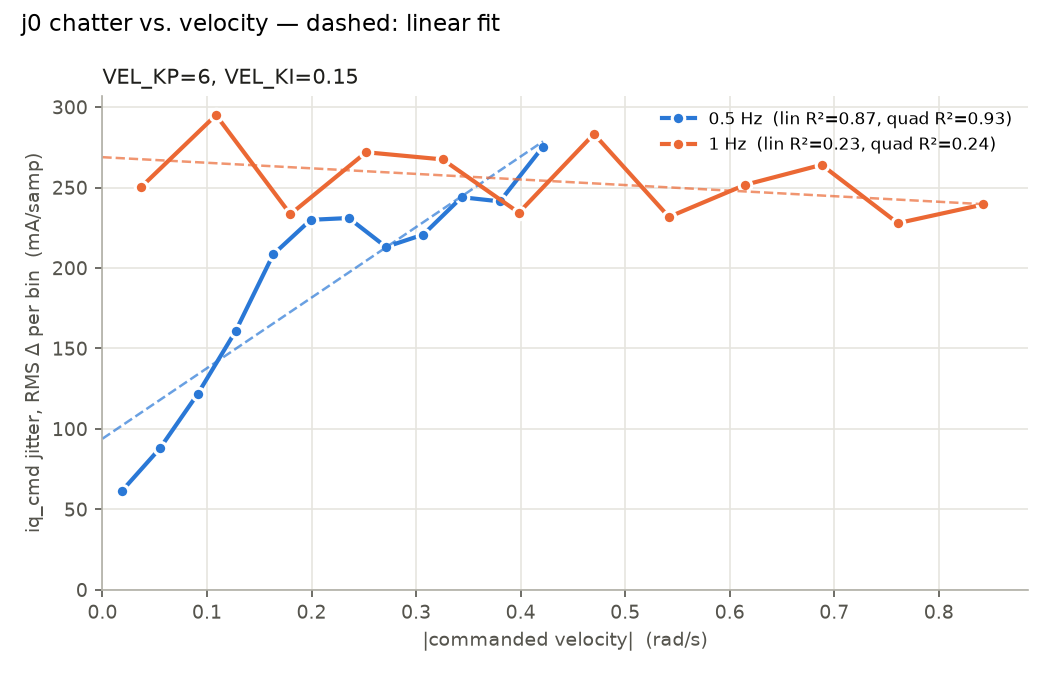 j0 chatter vs. velocity — dashed: linear fit
VEL_KP=6, VEL_KI=0.15
0.5 Hz  (lin R²=0.87, quad R²=0.93)
1 Hz  (lin R²=0.23, quad R²=0.24)
iq_cmd jitter, RMS Δ per bin  (mA/samp)
300
250
200
150
100
50
0
0.0 0.1 0.2 0.3 0.4 0.5 0.6 0.7 0.8
|commanded velocity|  (rad/s)